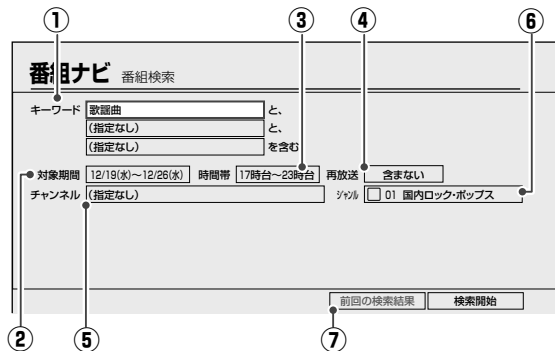 ① ③ ④ ⑥
番組ナビ 番組検索
キーワード 歌謡曲 と、
(指定なし) と、
(指定なし) を含む
対象期間 12/19(水)～12/26(水) 時間帯 17時台～23時台 再放送 含まない
チャンネル (指定なし) ジャンル 01 国内ロック・ポップス
前回の検索結果 検索開始
② ⑤ ⑦